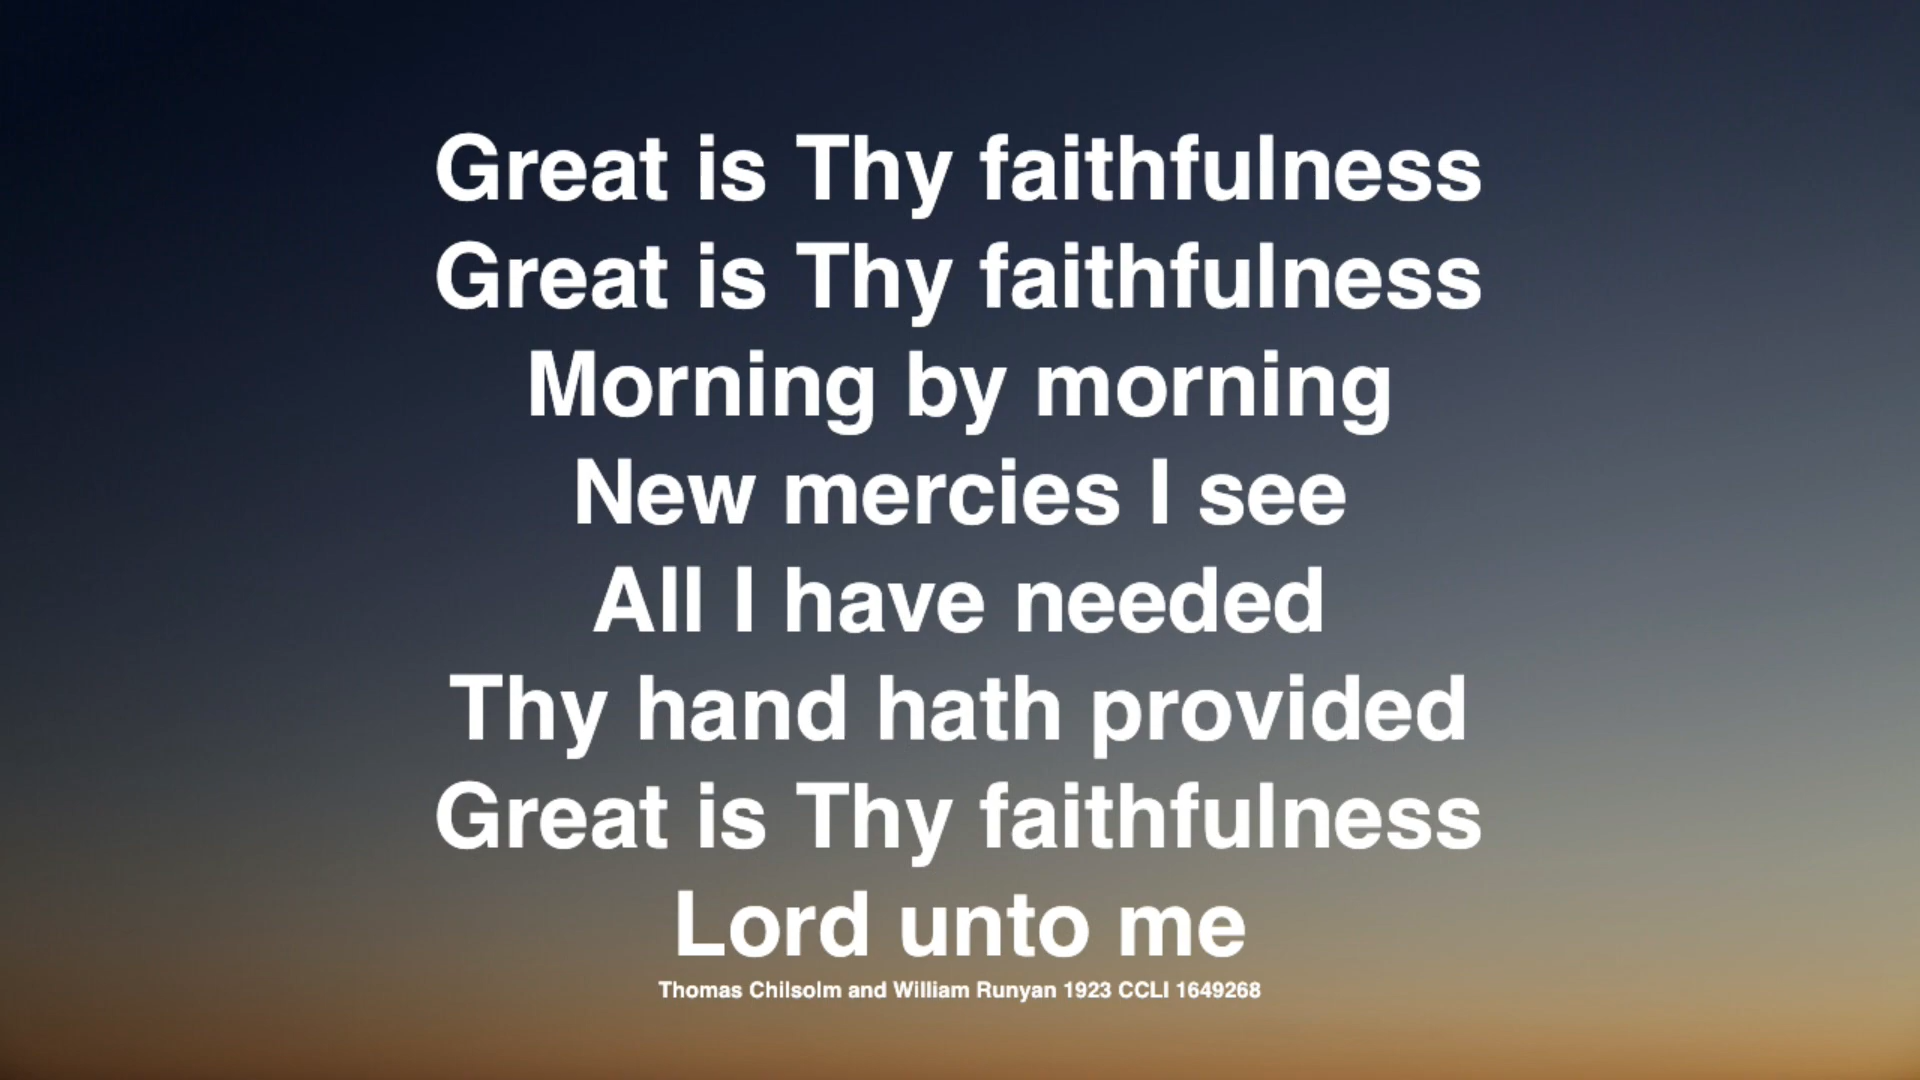 Great is Thy faithfulness
Great is Thy faithfulness
Morning by morning
New mercies I see
All I have needed
Thy hand hath provided
Great is Thy faithfulness
Lord unto me
Thomas Chilsolm and William Runyan 1923 CCLI 1649268